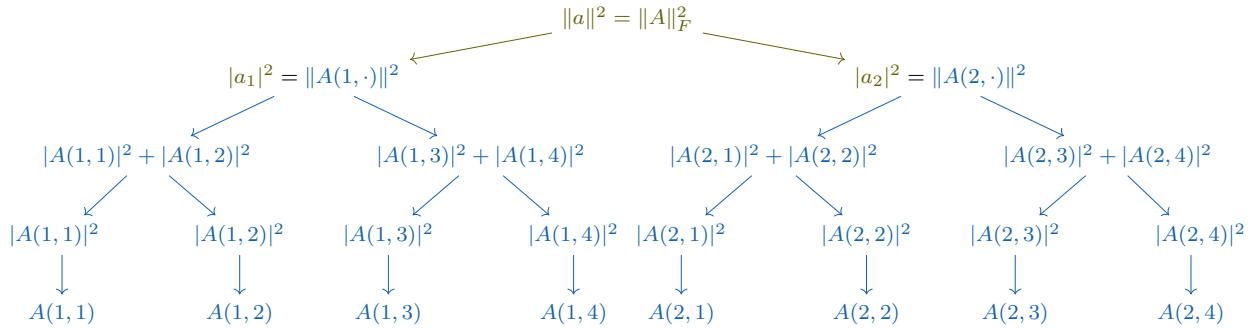 ‖a‖² = ‖A‖²_F
|a₁|² = ‖A(1, ·)‖² |a₂|² = ‖A(2, ·)‖²
|A(1, 1)|² + |A(1, 2)|² |A(1, 3)|² + |A(1, 4)|² |A(2, 1)|² + |A(2, 2)|² |A(2, 3)|² + |A(2, 4)|²
|A(1, 1)|² |A(1, 2)|² |A(1, 3)|² |A(1, 4)|² |A(2, 1)|² |A(2, 2)|² |A(2, 3)|² |A(2, 4)|²
A(1, 1) A(1, 2) A(1, 3) A(1, 4) A(2, 1) A(2, 2) A(2, 3) A(2, 4)